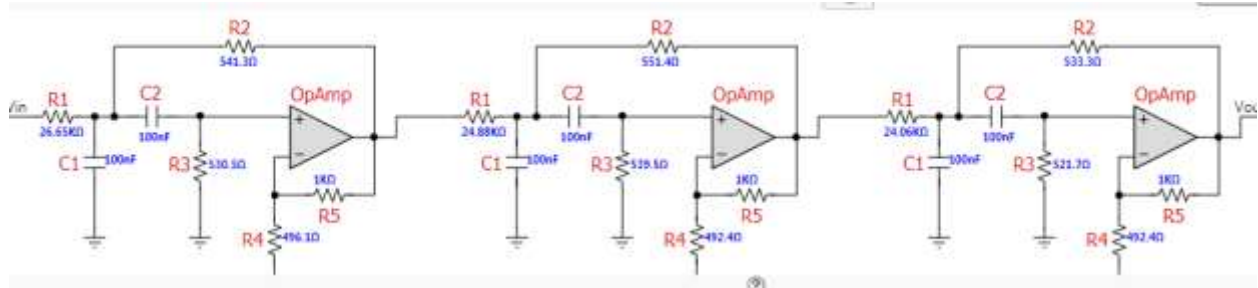 R2
541.3Ω
Vin
R1
26.65KΩ
C2
100nF
C1
100nF
R3
530.5Ω
OpAmp
+
−
1KΩ
R5
R4
496.1Ω
R2
551.4Ω
R1
24.88KΩ
C2
100nF
C1
100nF
R3
539.5Ω
OpAmp
+
−
1KΩ
R5
R4
492.4Ω
R2
533.3Ω
R1
24.06KΩ
C2
100nF
C1
100nF
R3
521.7Ω
OpAmp
+
−
1KΩ
R5
R4
492.4Ω
Vou
?